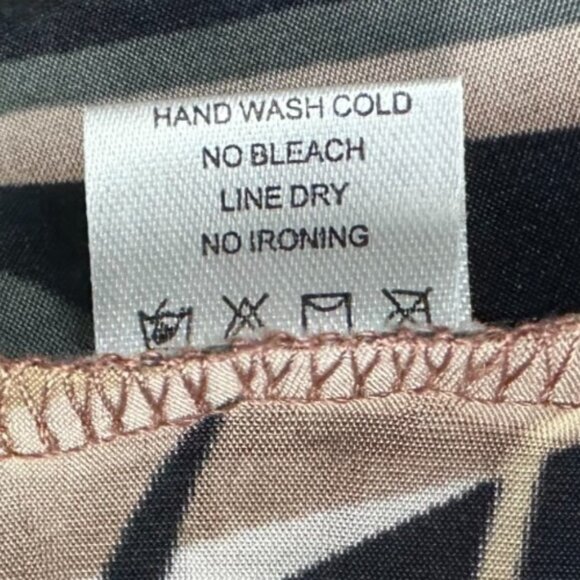 HAND WASH COLD
NO BLEACH
LINE DRY
NO IRONING